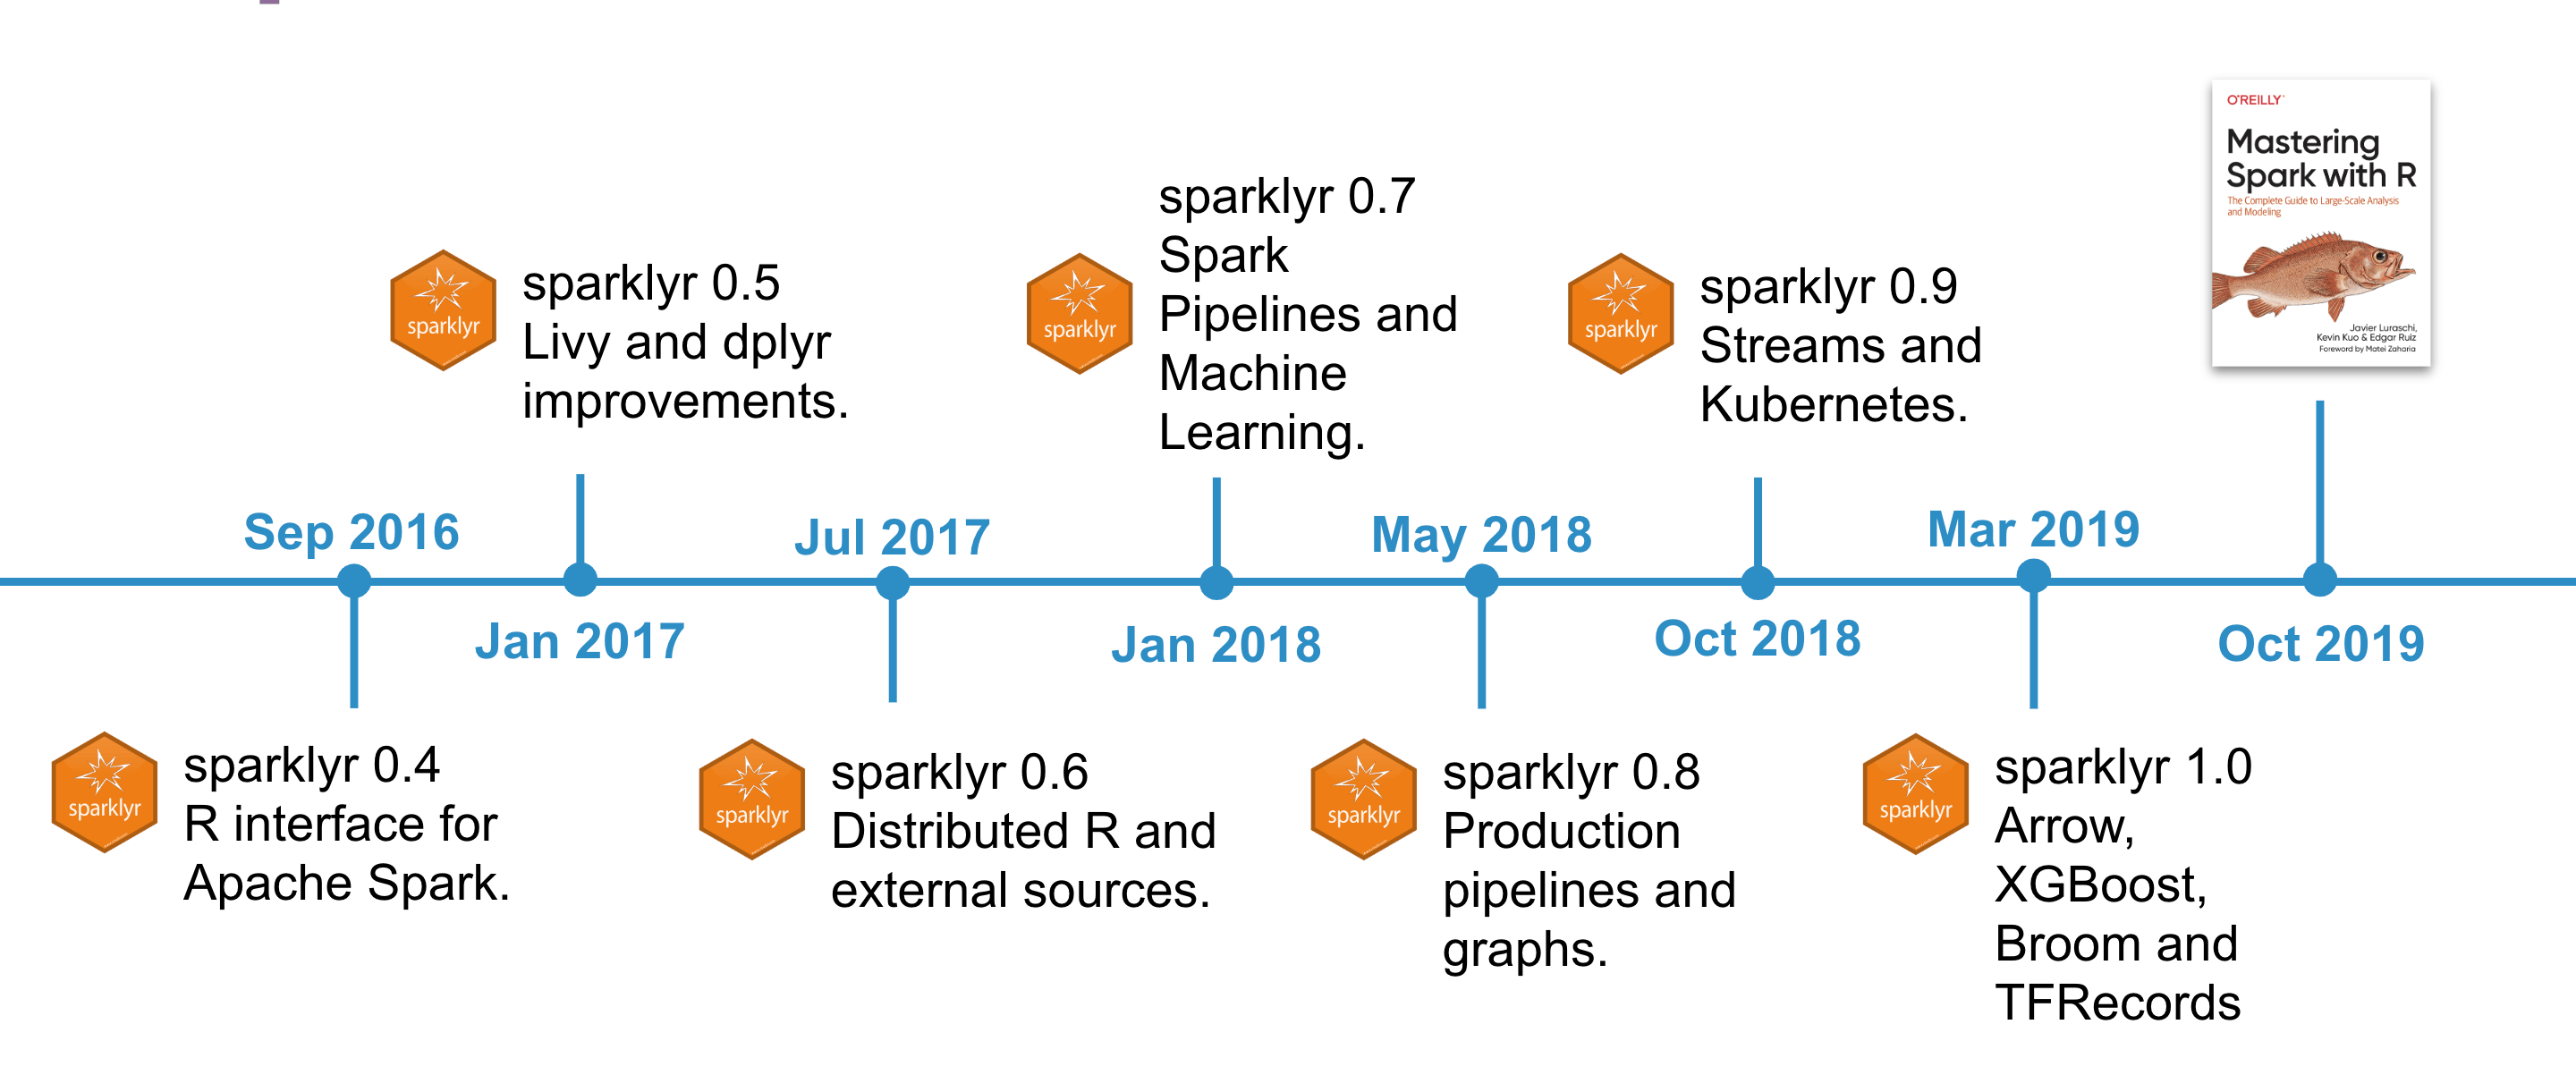 O'REILLY
Mastering
Spark with R
The Complete Guide to Large-Scale Analysis
and Modeling
Javier Luraschi,
Kevin Kuo & Edgar Ruiz
Foreword by Matei Zaharia
sparklyr
sparklyr 0.5
Livy and dplyr
improvements.
sparklyr
sparklyr 0.7
Spark
Pipelines and
Machine
Learning.
sparklyr
sparklyr 0.9
Streams and
Kubernetes.
Sep 2016
Jan 2017
Jul 2017
Jan 2018
May 2018
Oct 2018
Mar 2019
Oct 2019
sparklyr
sparklyr 0.4
R interface for
Apache Spark.
sparklyr
sparklyr 0.6
Distributed R and
external sources.
sparklyr
sparklyr 0.8
Production
pipelines and
graphs.
sparklyr
sparklyr 1.0
Arrow,
XGBoost,
Broom and
TFRecords